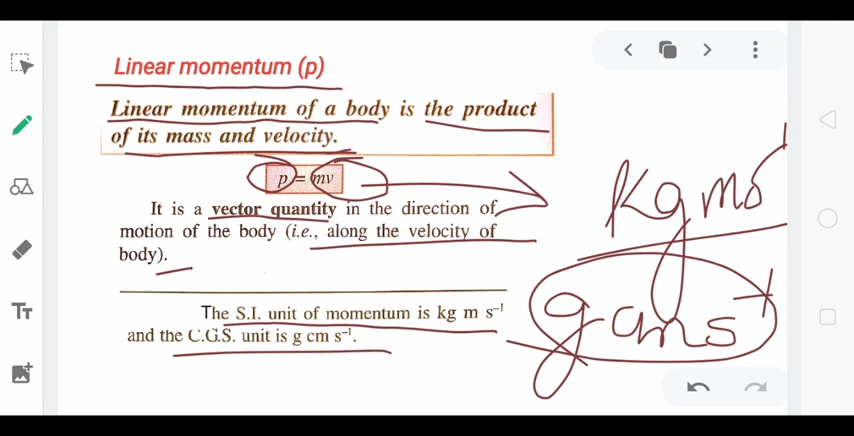 Linear momentum (p)
Linear momentum of a body is the product
of its mass and velocity.
p = mv
It is a vector quantity in the direction of
motion of the body (i.e., along the velocity of
body).
The S.I. unit of momentum is kg m s⁻¹
and the C.G.S. unit is g cm s⁻¹.
Kg ms⁻¹
g cms⁻¹
TT